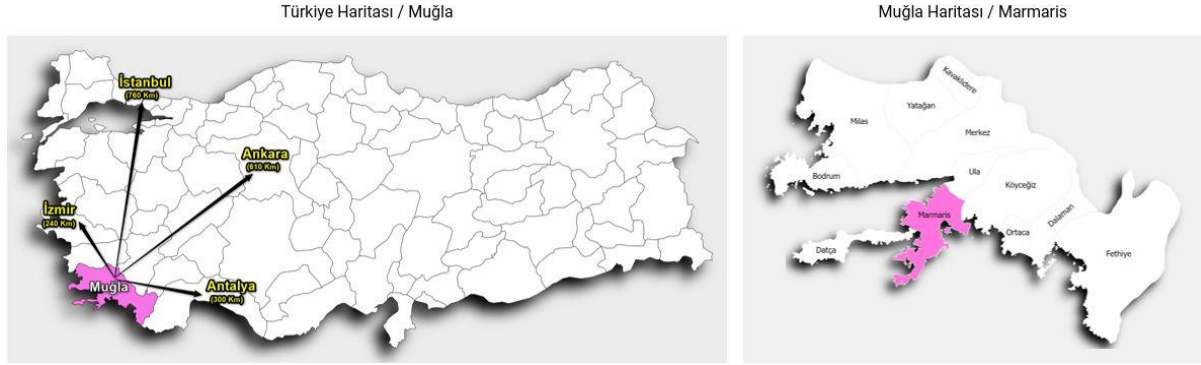 Türkiye Haritası / Muğla
İstanbul
(760 Km)
Ankara
(610 Km)
İzmir
(240 Km)
Muğla
Antalya
(300 Km)
Muğla Haritası / Marmaris
Kavaklıdere
Yatağan
Milas
Merkez
Ula
Bodrum
Köyceğiz
Marmaris
Dalaman
Ortaca
Datça
Fethiye